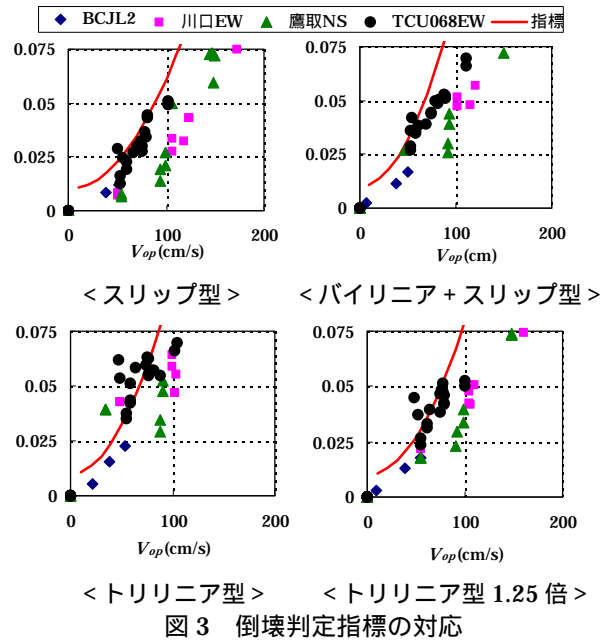 BCJL2 川口EW 鷹取NS TCU068EW 指標
0.075 0.075
0.05 0.05
0.025 0.025
0 0
0 100 200 0 100 200
Vop(cm/s) Vop(cm)
<スリップ型> <バイリニア+スリップ型>
0.075 0.075
0.05 0.05
0.025 0.025
0 0
0 100 200 0 100 200
Vop(cm/s) Vop(cm/s)
<トリリニア型> <トリリニア型 1.25 倍>
図 3 倒壊判定指標の対応